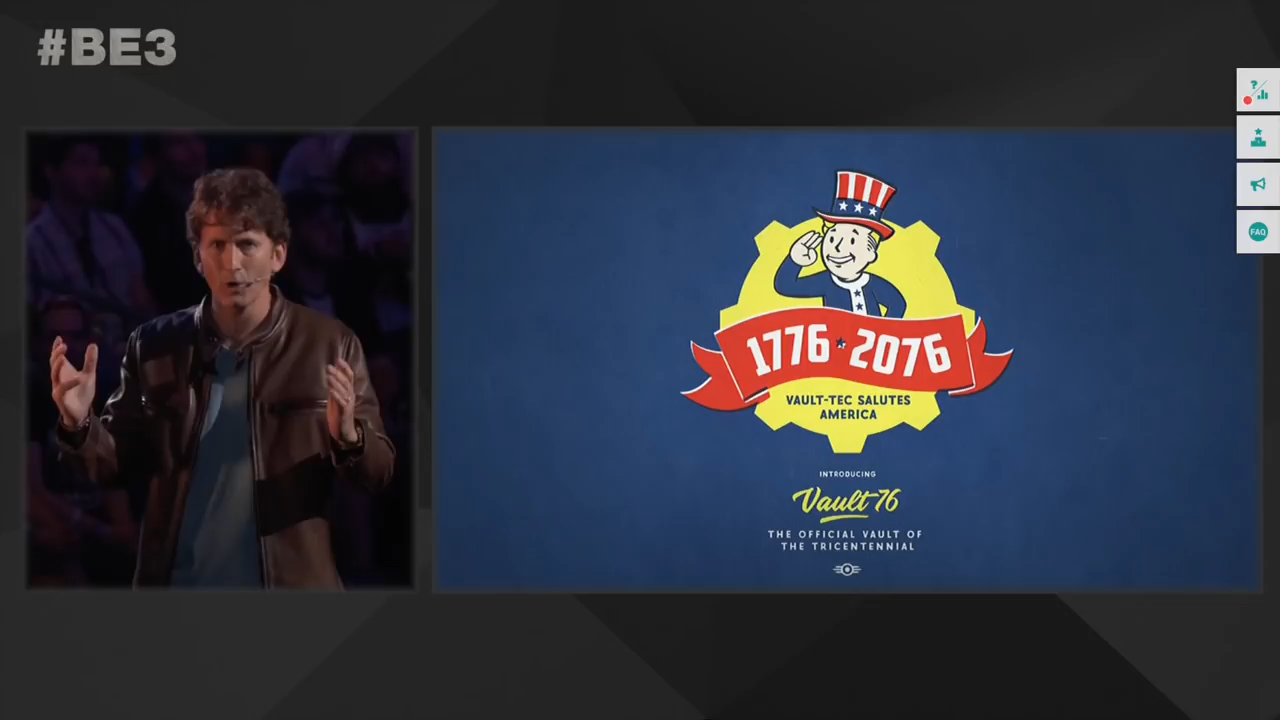 #BE3
?
FAQ
1776 ★ 2076
VAULT-TEC SALUTES
AMERICA
INTRODUCING
Vault 76
THE OFFICIAL VAULT OF
THE TRICENTENNIAL